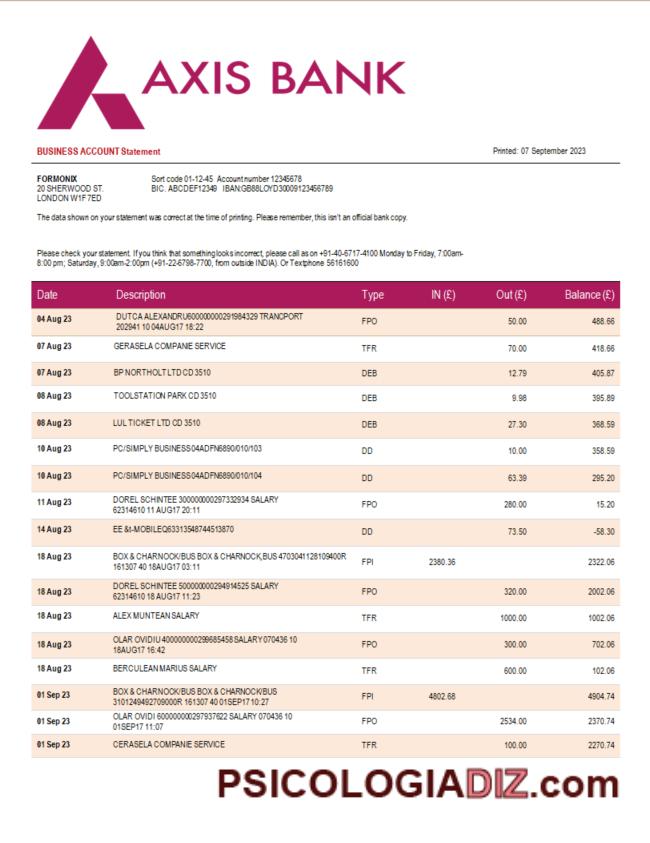 AXIS BANK
BUSINESS ACCOUNT Statement Printed: 07 September 2023
FORMONIX Sort code 01-12-45 Account number 12345678
20 SHERWOOD ST. BIC. ABCDEF12349 IBAN:GB88LOYD30009123456789
LONDON W1F 7ED
The data shown on your statement was correct at the time of printing. Please remember, this isn't an official bank copy.
Please check your statement. If you think that something looks incorrect, please call as on +91-40-6717-4100 Monday to Friday, 7:00am-
8:00 pm; Saturday, 9:00am-2:00pm (+91-22-6798-7700, from outside INDIA). Or Textphone 56161600
Date Description Type IN (£) Out (£) Balance (£)
04 Aug 23 DUTCA ALEXANDRU600000000291984329 TRANCPORT FPO 50.00 488.66
202941 10 04AUG17 18:22
07 Aug 23 GERASELA COMPANIE SERVICE TFR 70.00 418.66
07 Aug 23 BP NORTHOLT LTD CD 3510 DEB 12.79 405.87
08 Aug 23 TOOLSTATION PARK CD 3510 DEB 9.98 395.89
08 Aug 23 LUL TICKET LTD CD 3510 DEB 27.30 368.59
10 Aug 23 PC/SIMPLY BUSINESS04ADFN6890/010/103 DD 10.00 358.59
10 Aug 23 PC/SIMPLY BUSINESS04ADFN6890/010/104 DD 63.39 295.20
11 Aug 23 DOREL SCHINTEE 300000000297332934 SALARY FPO 280.00 15.20
62314610 11 AUG17 20:11
14 Aug 23 EE &t-MOBILEQ63313548744513870 DD 73.50 -58.30
18 Aug 23 BOX & CHARNOCK/BUS BOX & CHARNOCK,BUS 4703041128109400R FPI 2380.36 2322.06
161307 40 18AUG17 03:11
18 Aug 23 DOREL SCHINTEE 500000000294914525 SALARY FPO 320.00 2002.06
62314610 18 AUG17 11:23
18 Aug 23 ALEX MUNTEAN SALARY TFR 1000.00 1002.06
18 Aug 23 OLAR OVIDIU 400000000299685458 SALARY 070436 10 FPO 300.00 702.06
18AUG17 16:42
18 Aug 23 BERCULEAN MARIUS SALARY TFR 600.00 102.06
01 Sep 23 BOX & CHARNOCK/BUS BOX & CHARNOCK/BUS FPI 4802.68 4904.74
3101249492709000R 161307 40 01SEP17 10:27
01 Sep 23 OLAR OVIDI 600000000297937622 SALARY 070436 10 FPO 2534.00 2370.74
01SEP17 11:07
01 Sep 23 CERASELA COMPANIE SERVICE TFR 100.00 2270.74
PSICOLOGIADIZ.com